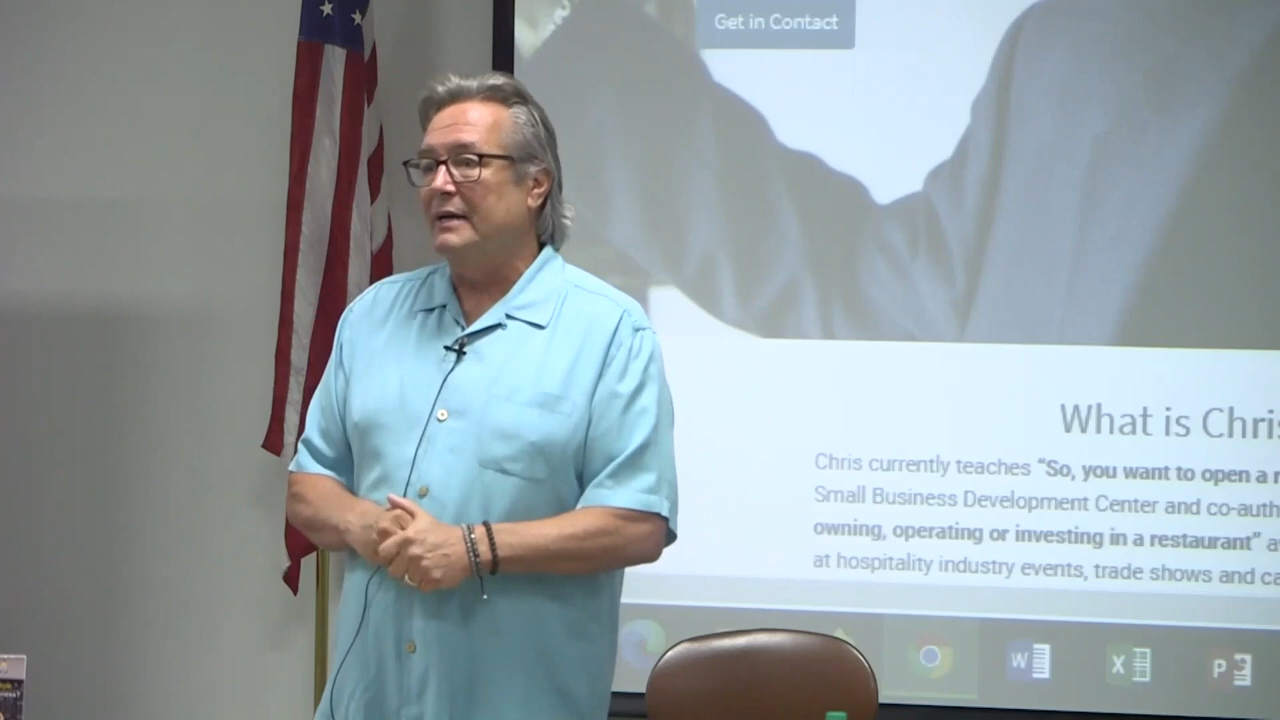 Get in Contact
What is Chris
Chris currently teaches “So, you want to open a r
Small Business Development Center and co-auth
owning, operating or investing in a restaurant” a
at hospitality industry events, trade shows and ca
W
X
P